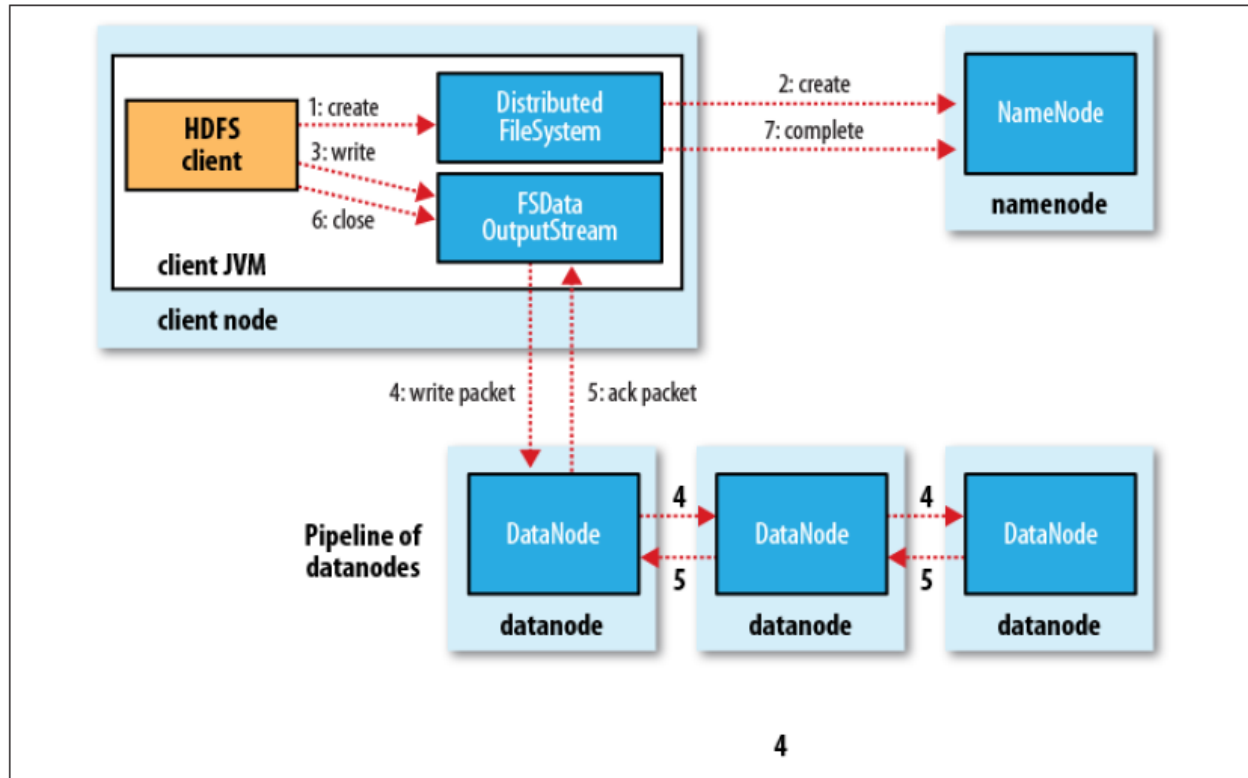 HDFS
client
1: create
3: write
6: close
Distributed
FileSystem
FSData
OutputStream
client JVM
client node
2: create
7: complete
NameNode
namenode
4: write packet
5: ack packet
Pipeline of
datanodes
DataNode
datanode
4
5
DataNode
datanode
4
5
DataNode
datanode
4